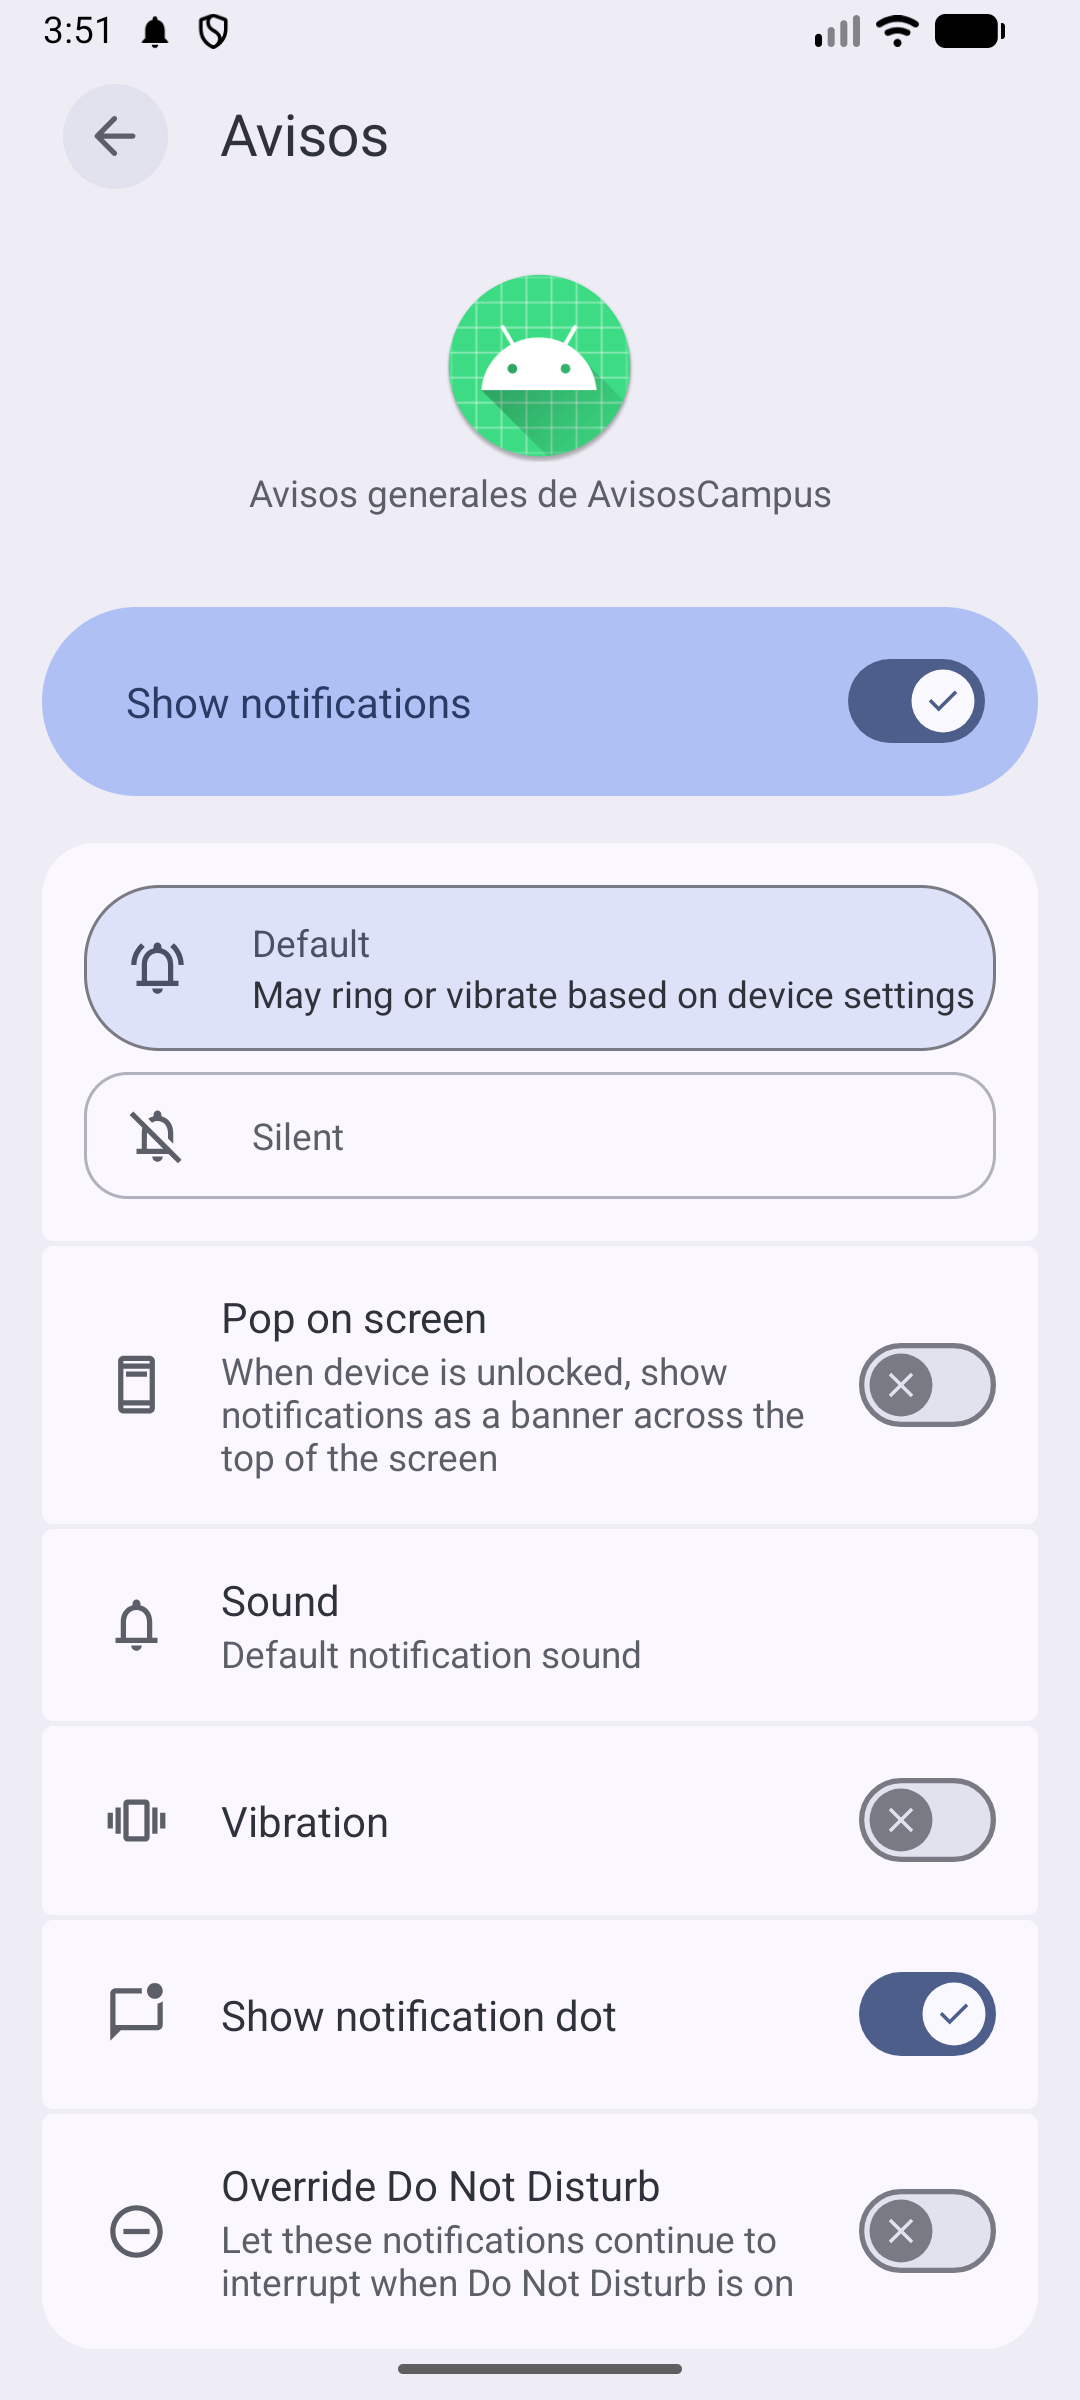 3:51
Avisos
Avisos generales de AvisosCampus
Show notifications
Default
May ring or vibrate based on device settings
Silent
Pop on screen
When device is unlocked, show
notifications as a banner across the
top of the screen
Sound
Default notification sound
Vibration
Show notification dot
Override Do Not Disturb
Let these notifications continue to
interrupt when Do Not Disturb is on